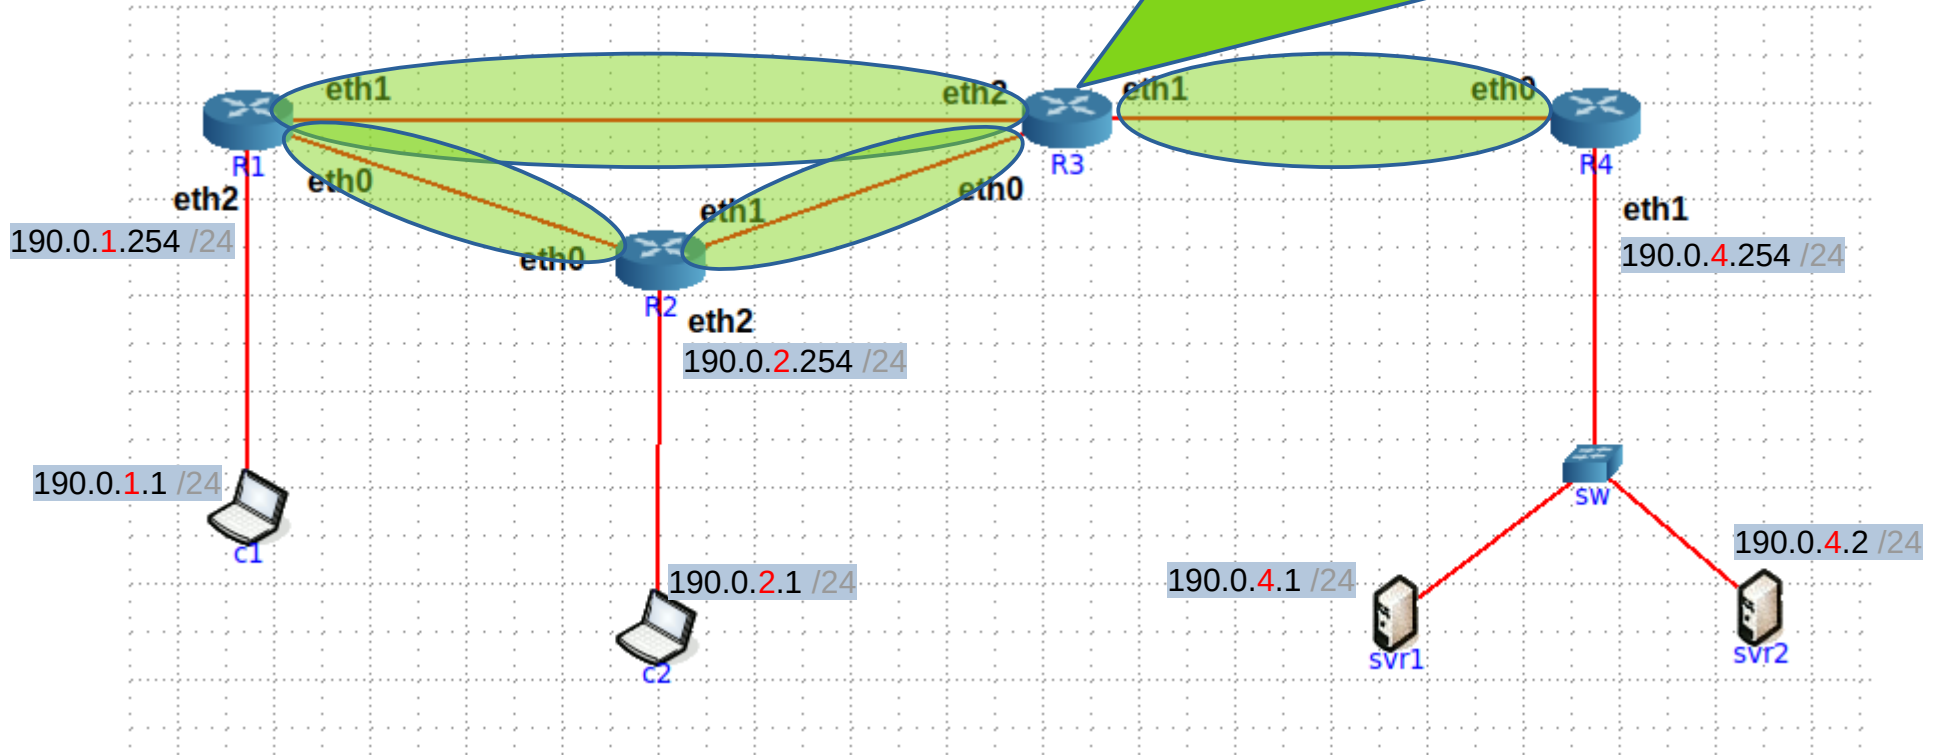 eth1
eth2
eth1
eth0
R1
R3
R4
eth0
eth0
eth2
eth1
eth1
190.0.1.254 /24
190.0.4.254 /24
eth0
R2
eth2
190.0.2.254 /24
190.0.1.1 /24
sw
c1
190.0.4.2 /24
190.0.2.1 /24
190.0.4.1 /24
svr1
svr2
c2